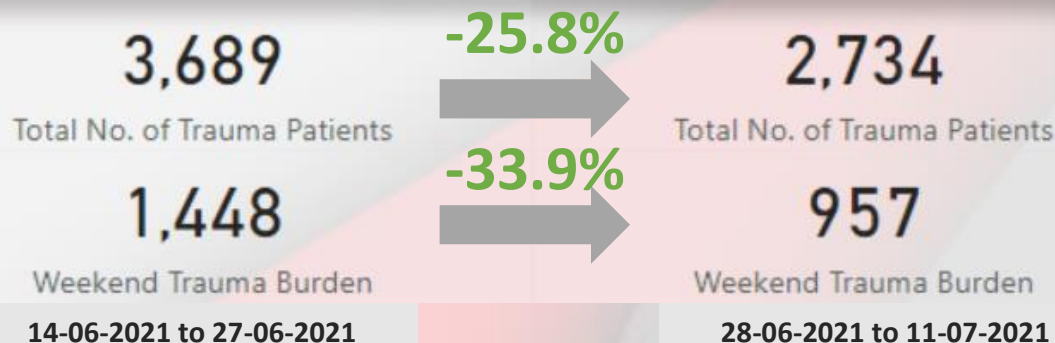 3,689
-25.8%
2,734
Total No. of Trauma Patients
Total No. of Trauma Patients
1,448
-33.9%
957
Weekend Trauma Burden
Weekend Trauma Burden
14-06-2021 to 27-06-2021
28-06-2021 to 11-07-2021